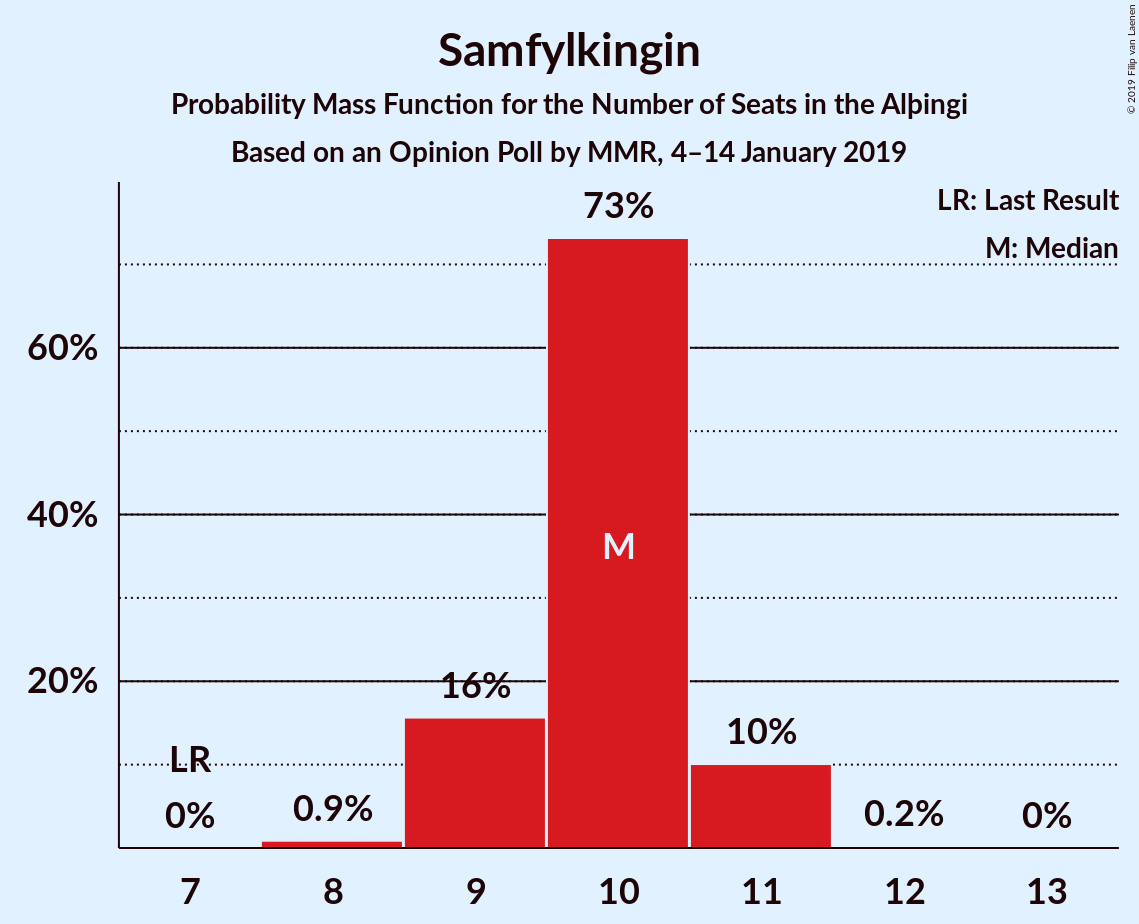 Samfylkingin
Probability Mass Function for the Number of Seats in the Alþingi
Based on an Opinion Poll by MMR, 4–14 January 2019
© 2019 Filip van Laenen
LR: Last Result
M: Median
73%
60%
40%
M
20%
16%
10%
LR
0%
0.9%
0.2%
0%
7 8 9 10 11 12 13